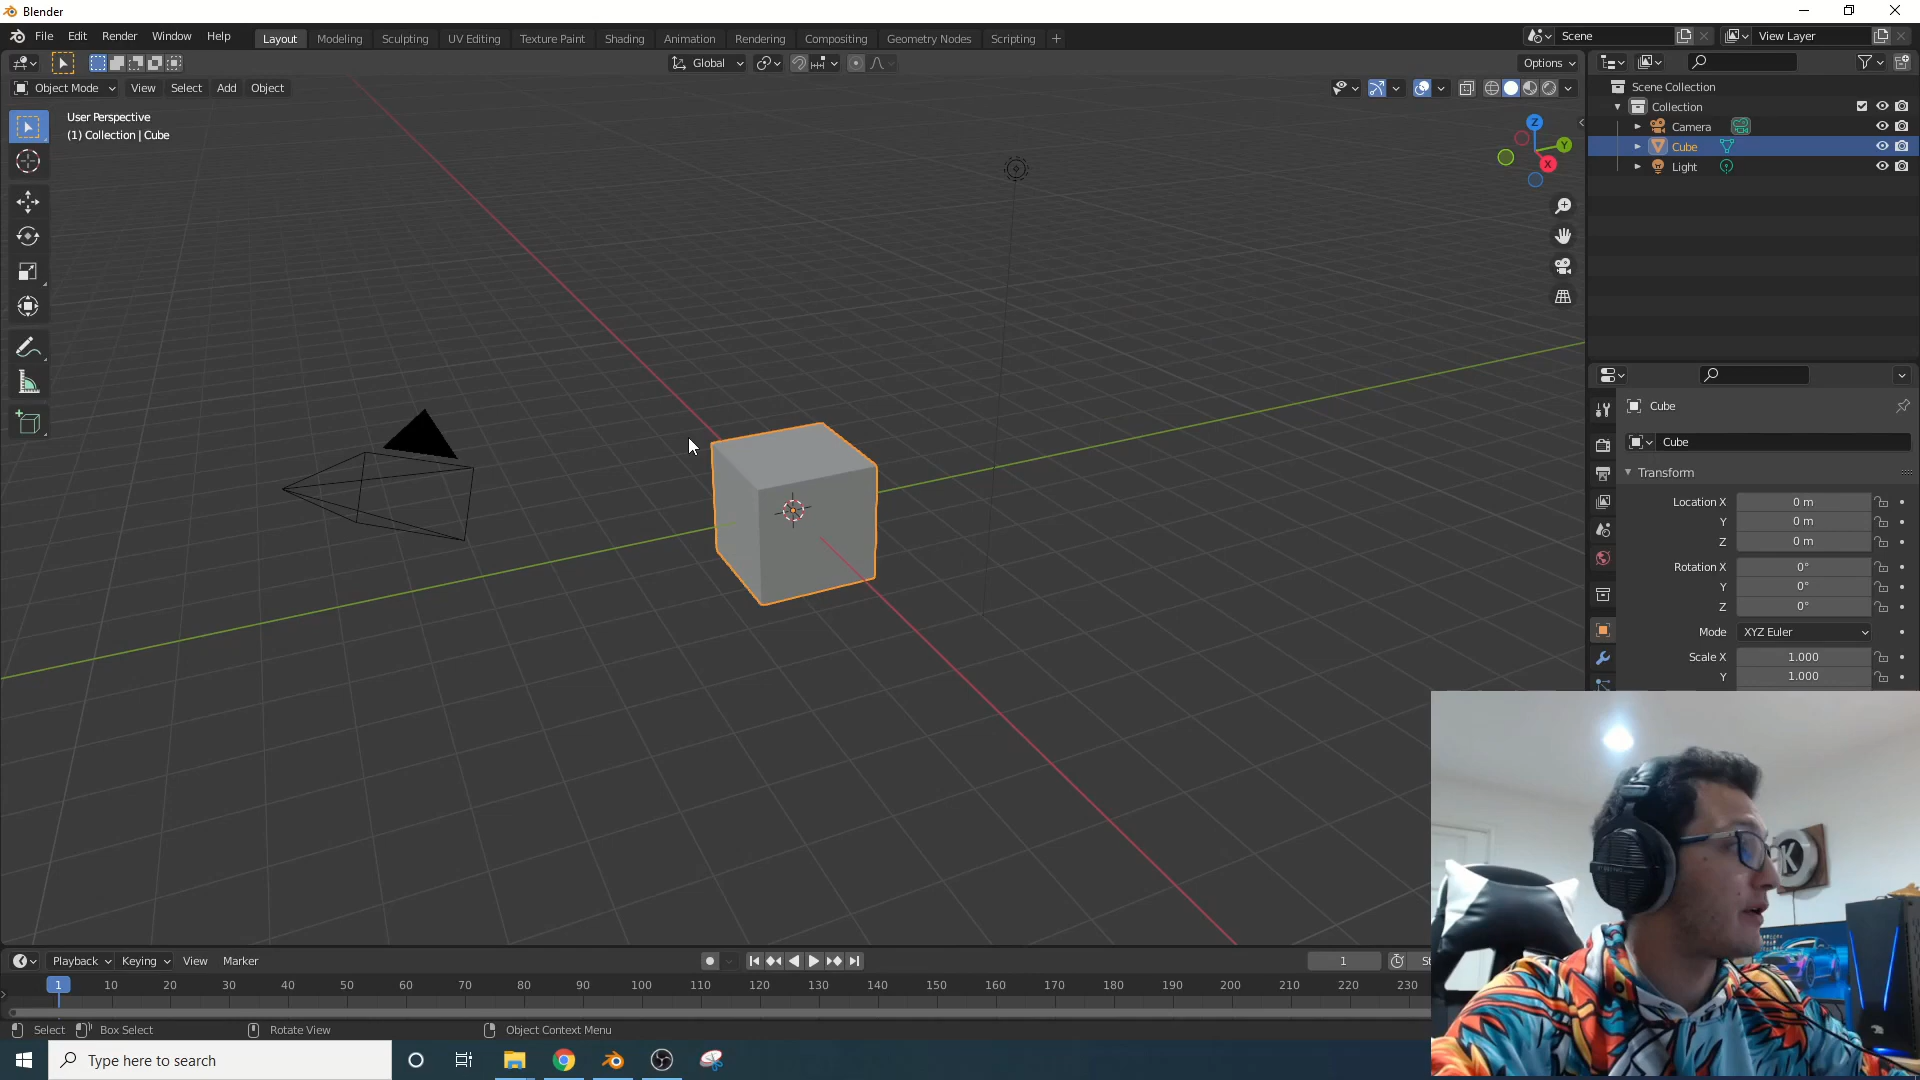 Blender
File Edit Render Window Help
Layout Modeling Sculpting UV Editing Texture Paint Shading Animation Rendering Compositing Geometry Nodes Scripting +
Scene
View Layer
Global
Options
Object Mode View Select Add Object
User Perspective
(1) Collection | Cube
Z
Y
X
Scene Collection
Collection
Camera
Cube
Light
Cube
Cube
Transform
Location X 0 m
Y 0 m
Z 0 m
Rotation X 0°
Y 0°
Z 0°
Mode XYZ Euler
Scale X 1.000
Y 1.000
K
Playback Keying View Marker
1
1 10 20 30 40 50 60 70 80 90 100 110 120 130 140 150 160 170 180 190 200 210 220 230
Select Box Select Rotate View Object Context Menu
Type here to search